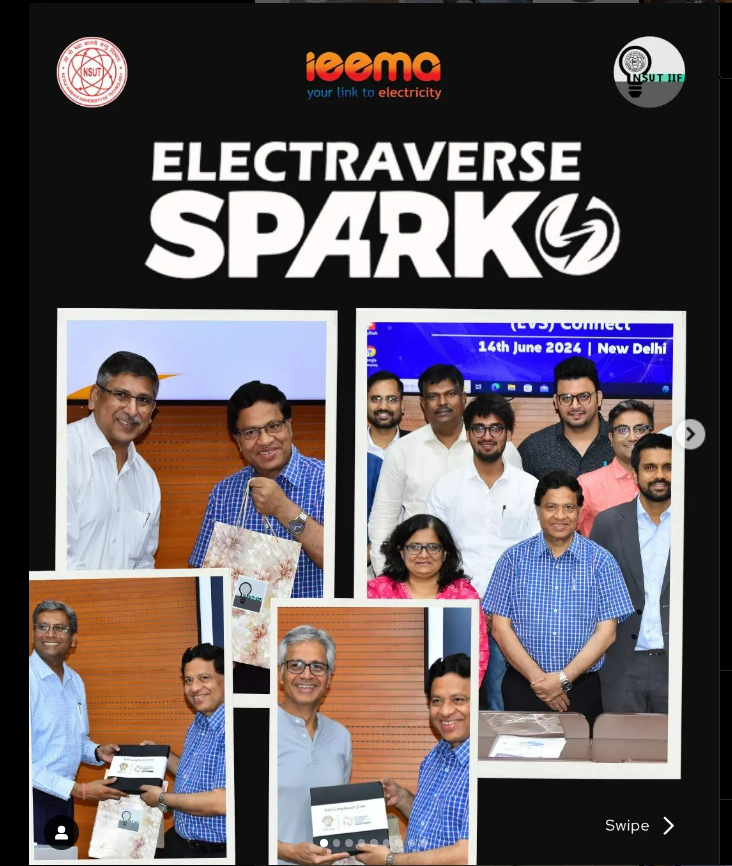 NSUT
ieema
your link to electricity
NSUT IIF
ELECTRAVERSE
SPARK
(EVS) Connect
14th June 2024 | New Delhi
Swipe